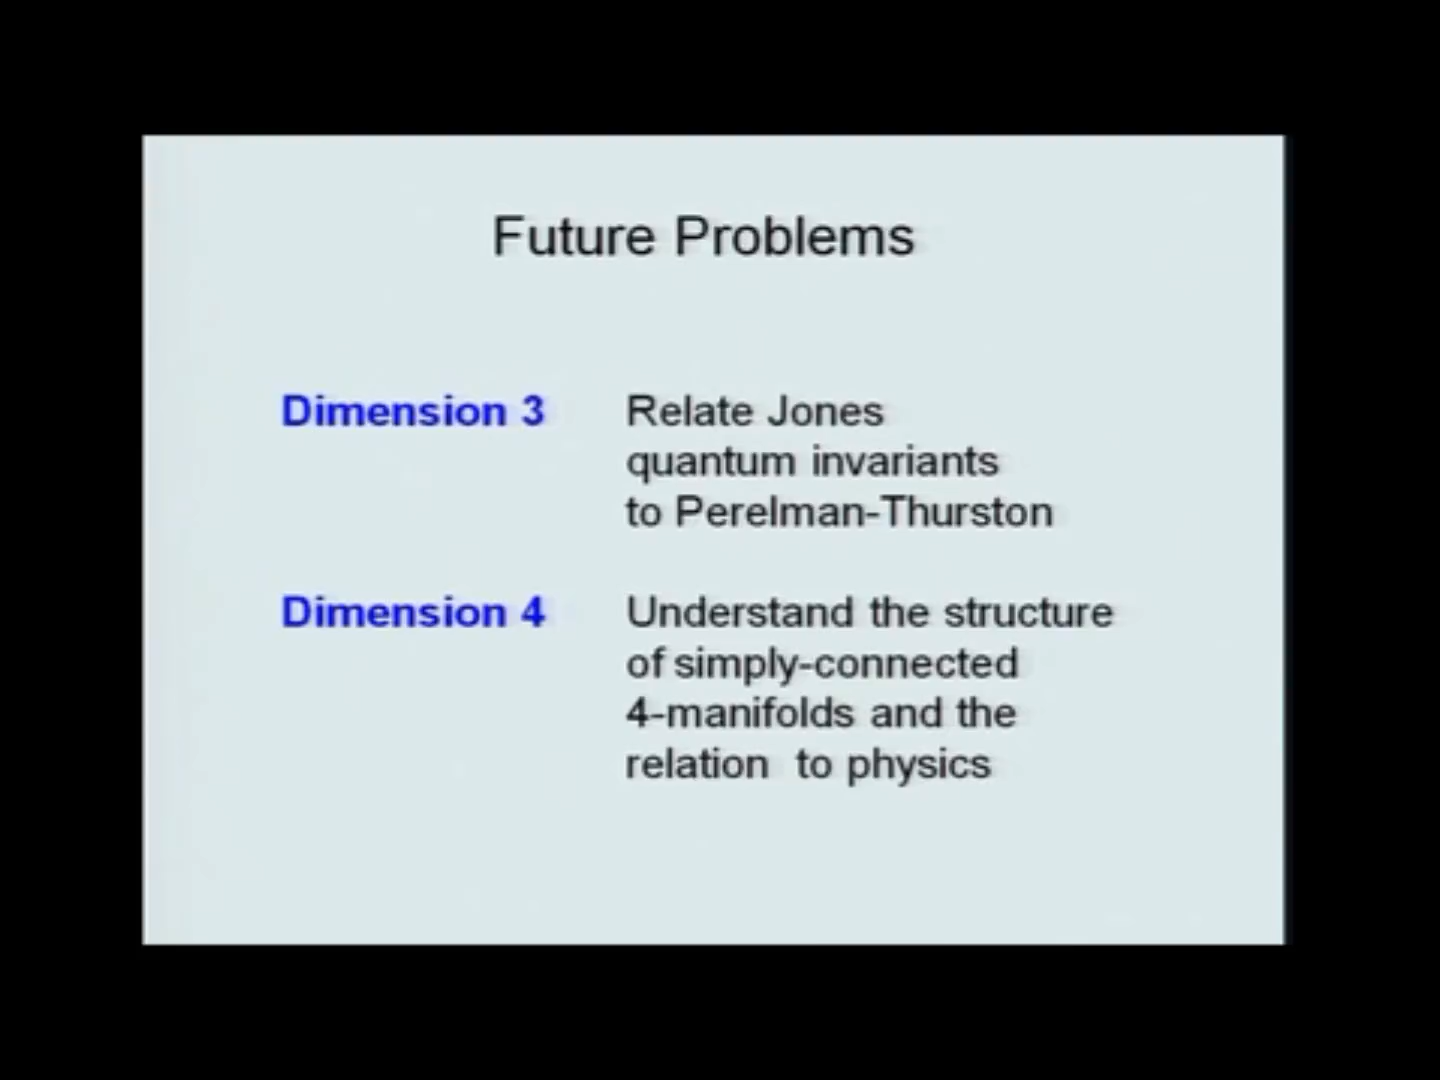 Future Problems
Dimension 3 Relate Jones
quantum invariants
to Perelman-Thurston
Dimension 4 Understand the structure
of simply-connected
4-manifolds and the
relation to physics